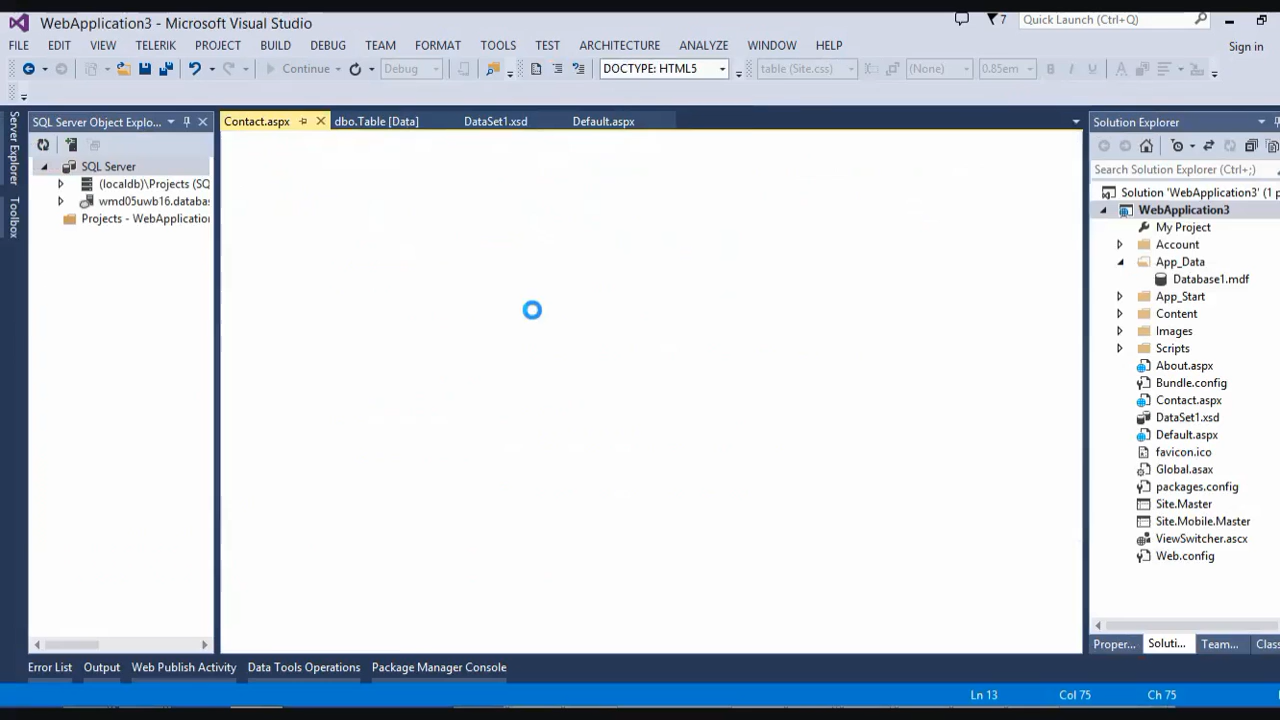 WebApplication3 - Microsoft Visual Studio
7
Quick Launch (Ctrl+Q)
FILE EDIT VIEW TELERIK PROJECT BUILD DEBUG TEAM FORMAT TOOLS TEST ARCHITECTURE ANALYZE WINDOW HELP
Sign in
Continue Debug DOCTYPE: HTML5 table (Site.css) (None) 0.85em B I U A
Server Explorer
Toolbox
SQL Server Object Explo...
SQL Server
(localdb)\Projects (SQ
wmd05uwb16.databas
Projects - WebApplication
Contact.aspx dbo.Table [Data] DataSet1.xsd Default.aspx
Solution Explorer
Search Solution Explorer (Ctrl+;)
Solution 'WebApplication3' (1 p
WebApplication3
My Project
Account
App_Data
Database1.mdf
App_Start
Content
Images
Scripts
About.aspx
Bundle.config
Contact.aspx
DataSet1.xsd
Default.aspx
favicon.ico
Global.asax
packages.config
Site.Master
Site.Mobile.Master
ViewSwitcher.ascx
Web.config
Proper... Soluti... Team... Class
Error List Output Web Publish Activity Data Tools Operations Package Manager Console
Ln 13 Col 75 Ch 75